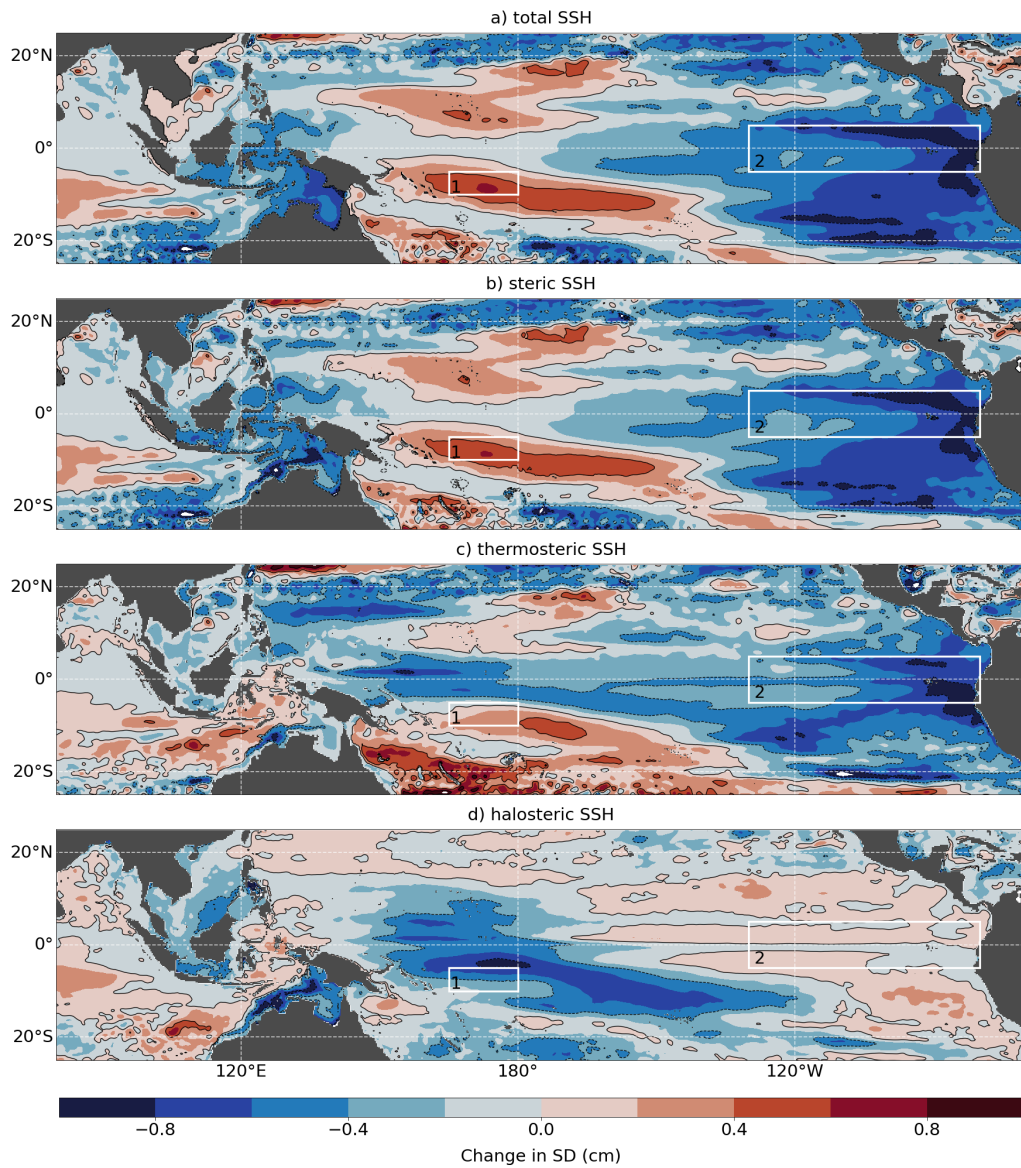 a) total SSH
20°N
0°
20°S
1
2
b) steric SSH
20°N
0°
20°S
1
2
c) thermosteric SSH
20°N
0°
20°S
1
2
d) halosteric SSH
20°N
0°
20°S
1
2
120°E 180° 120°W
−0.8 −0.4 0.0 0.4 0.8
Change in SD (cm)